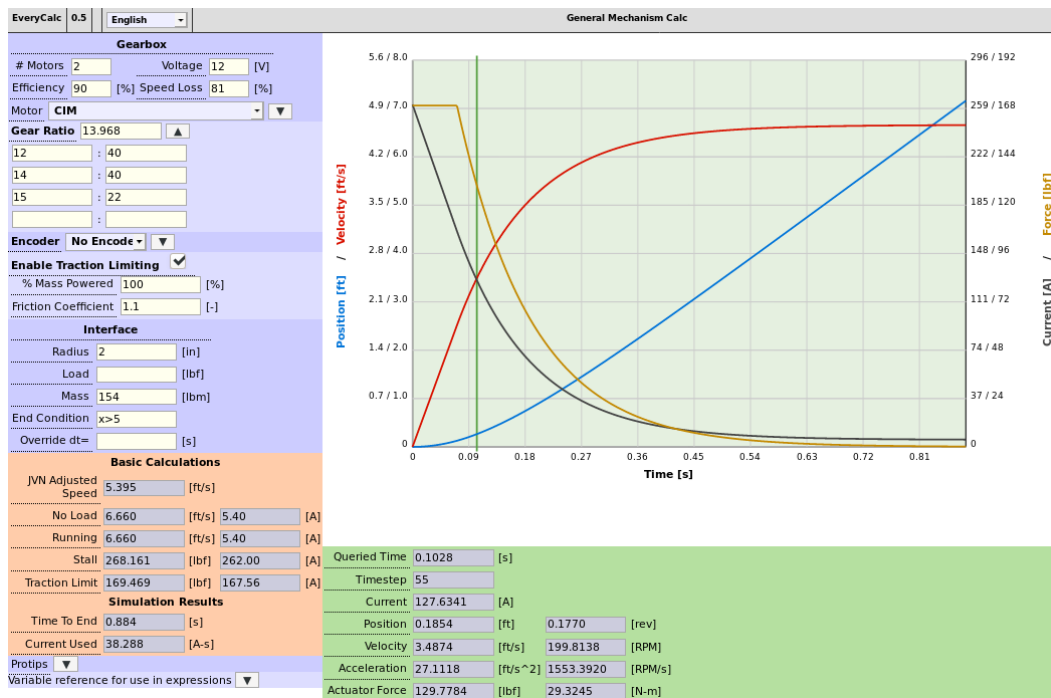 EveryCalc 0.5 English General Mechanism Calc
Gearbox
# Motors 2 Voltage 12 [V]
Efficiency 90 [%] Speed Loss 81 [%]
Motor CIM ▼
Gear Ratio 13.968 ▲
12 : 40
14 : 40
15 : 22
:
Encoder No Encode ▼
Enable Traction Limiting
% Mass Powered 100 [%]
Friction Coefficient 1.1 [-]
Interface
Radius 2 [in]
Load [lbf]
Mass 154 [lbm]
End Condition x>5
Override dt= [s]
Basic Calculations
JVN Adjusted
Speed 5.395 [ft/s]
No Load 6.660 [ft/s] 5.40 [A]
Running 6.660 [ft/s] 5.40 [A]
Stall 268.161 [lbf] 262.00 [A]
Traction Limit 169.469 [lbf] 167.56 [A]
Simulation Results
Time To End 0.884 [s]
Current Used 38.288 [A-s]
Protips ▼
Variable reference for use in expressions ▼
Position [ft] / Velocity [ft/s]
5.6 / 8.0
4.9 / 7.0
4.2 / 6.0
3.5 / 5.0
2.8 / 4.0
2.1 / 3.0
1.4 / 2.0
0.7 / 1.0
0
296 / 192
259 / 168
222 / 144
185 / 120
148 / 96
111 / 72
74 / 48
37 / 24
0
Current [A] / Force [lbf]
0 0.09 0.18 0.27 0.36 0.45 0.54 0.63 0.72 0.81
Time [s]
Queried Time 0.1028 [s]
Timestep 55
Current 127.6341 [A]
Position 0.1854 [ft] 0.1770 [rev]
Velocity 3.4874 [ft/s] 199.8138 [RPM]
Acceleration 27.1118 [ft/s^2] 1553.3920 [RPM/s]
Actuator Force 129.7784 [lbf] 29.3245 [N-m]